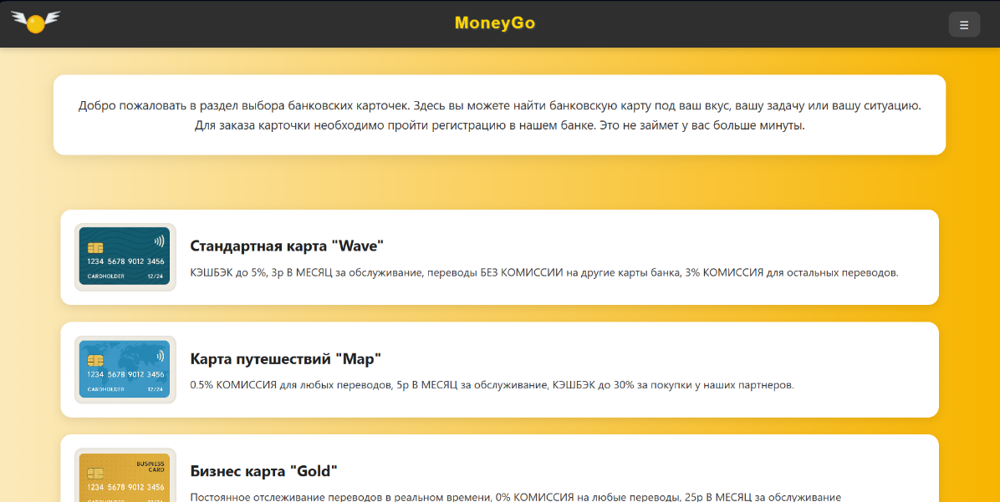 MoneyGo
Добро пожаловать в раздел выбора банковских карточек. Здесь вы можете найти банковскую карту под ваш вкус, вашу задачу или вашу ситуацию.
Для заказа карточки необходимо пройти регистрацию в нашем банке. Это не займет у вас больше минуты.
1234 5678 9012 3456
CARDHOLDER 12/24
Стандартная карта "Wave"
КЭШБЭК до 5%, 3р В МЕСЯЦ за обслуживание, переводы БЕЗ КОМИССИИ на другие карты банка, 3% КОМИССИЯ для остальных переводов.
1234 5678 9012 3456
CARDHOLDER 12/24
Карта путешествий "Map"
0.5% КОМИССИЯ для любых переводов, 5р В МЕСЯЦ за обслуживание, КЭШБЭК до 30% за покупки у наших партнеров.
BUSINESS
CARD
1234 5678 9012 3456
CARDHOLDER 12/24
Бизнес карта "Gold"
Постоянное отслеживание переводов в реальном времени, 0% КОМИССИЯ на любые переводы, 25р В МЕСЯЦ за обслуживание